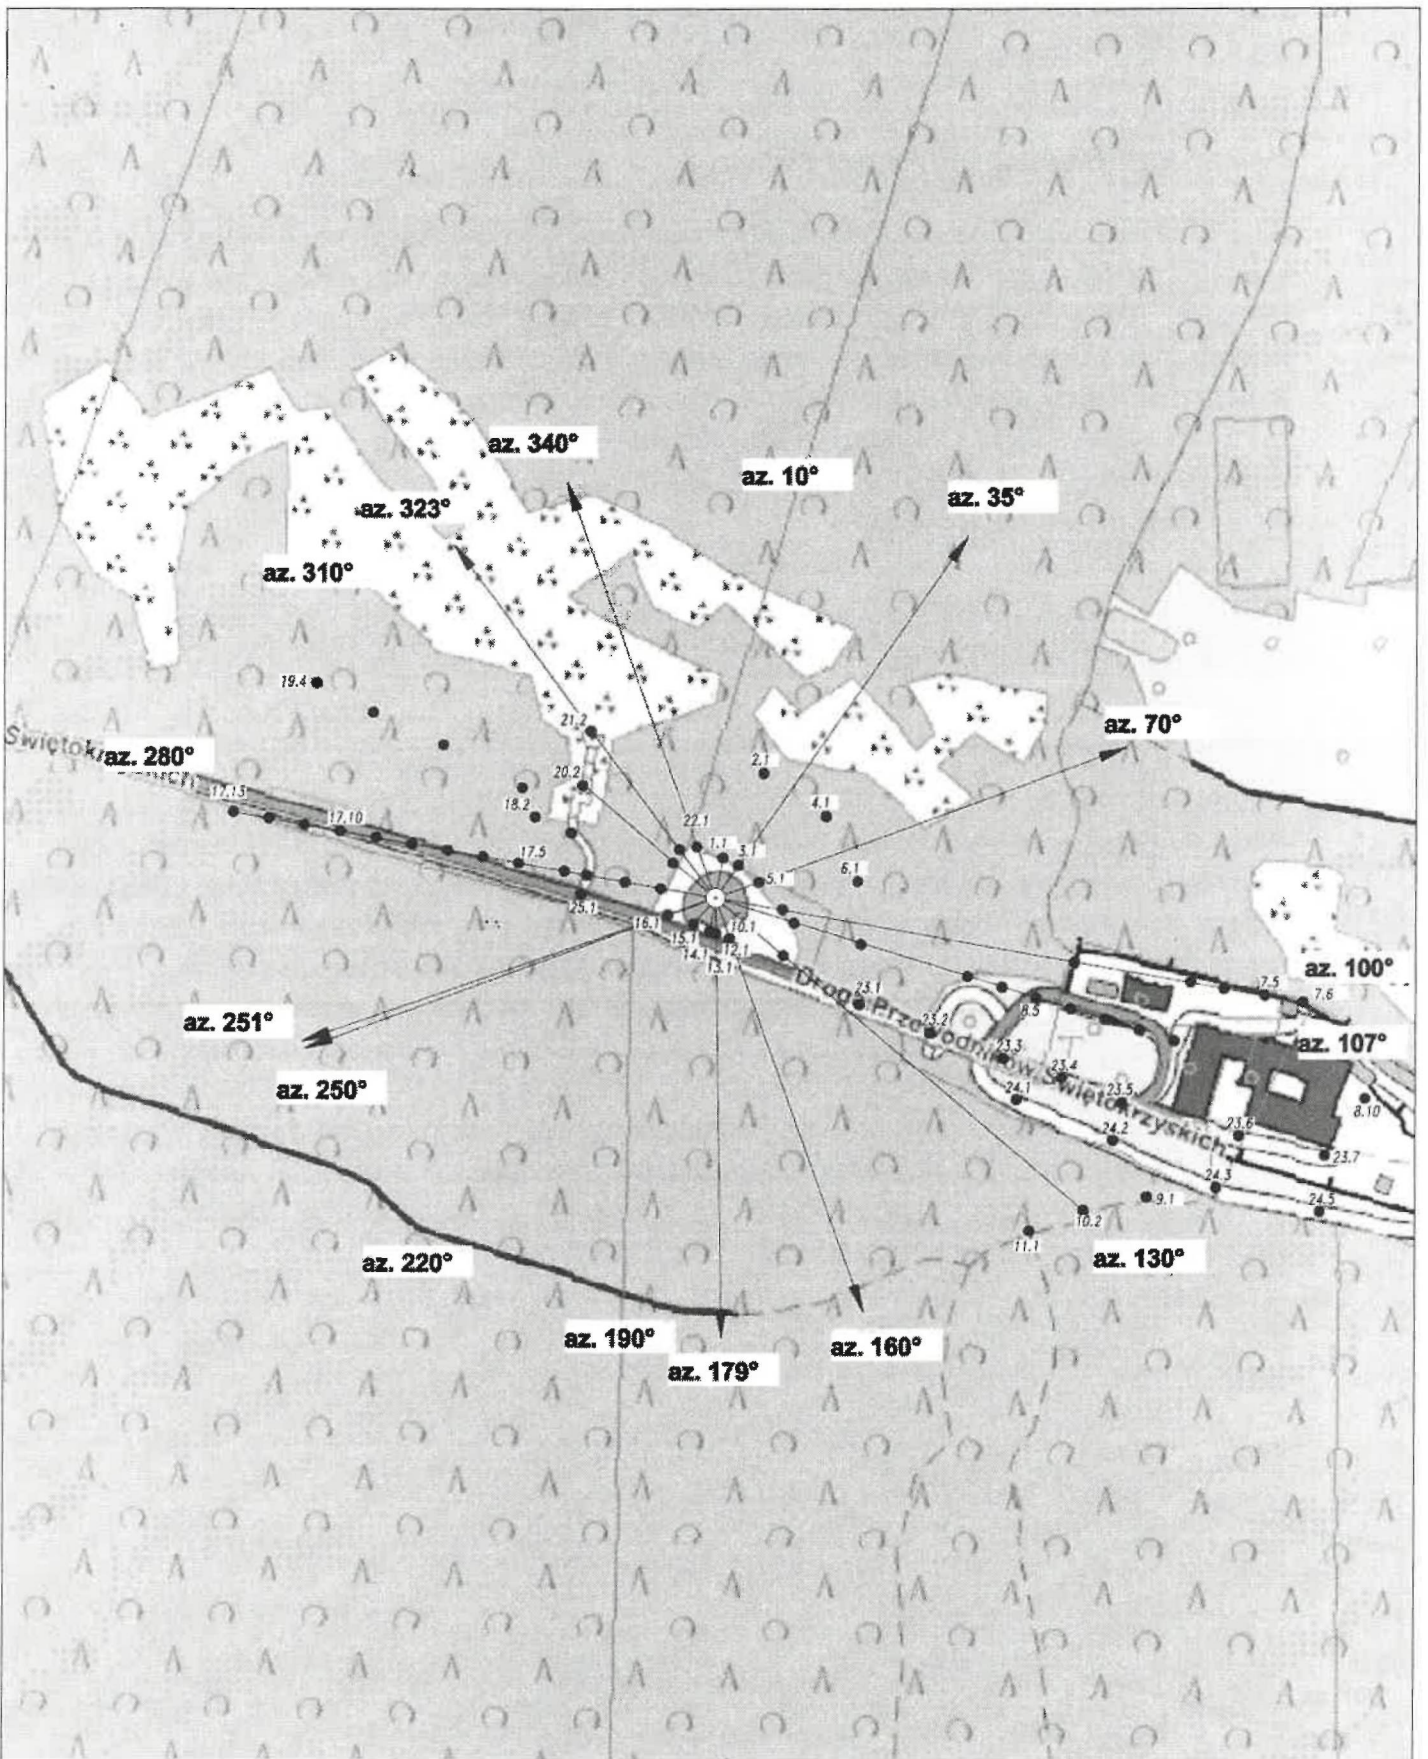 az. 340°
az. 10°
az. 35°
az. 323°
az. 310°
19.4
21.2
az. 70°
az. 280°
2.1
20.2
17.13
18.2
4.1
17.10
22.1
1.1
3.1
17.5
5.1
6.1
25.1
16.1
10.1
15.1
12.1
14.1
13.1
az. 100°
7.5
7.6
Droga Przewodników Świętokrzyskich
23.1
8.5
23.2
az. 251°
az. 107°
23.3
23.4
az. 250°
24.1
23.5
8.10
24.2
23.6
23.7
24.3
9.1
24.5
10.2
11.1
az. 130°
az. 220°
az. 190°
az. 160°
az. 179°